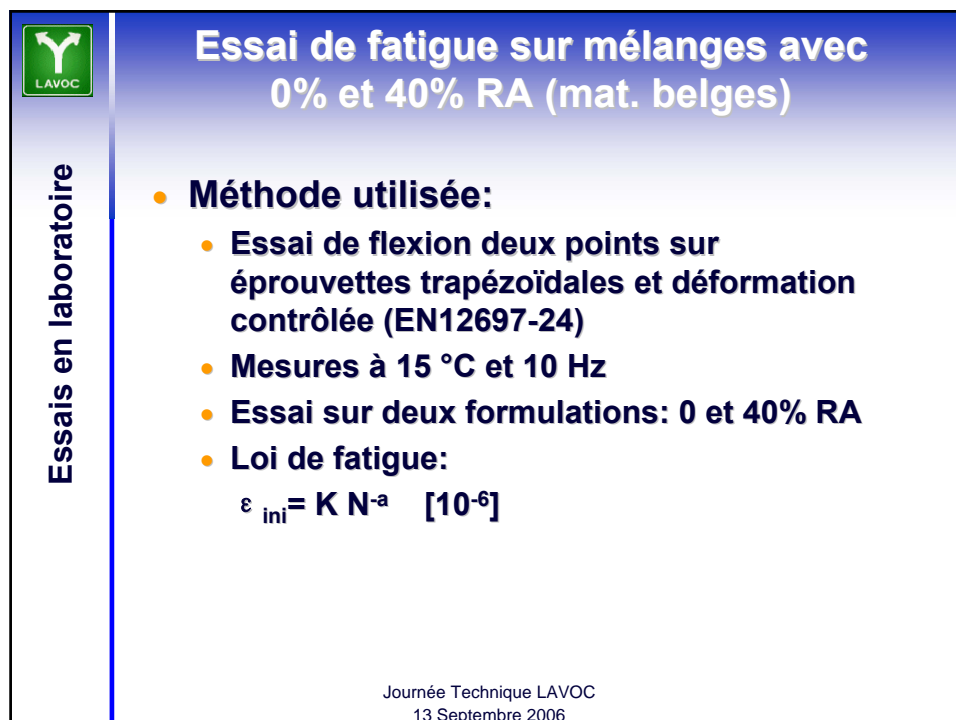 LAVOC
Essai de fatigue sur mélanges avec
0% et 40% RA (mat. belges)
Essais en laboratoire
• Méthode utilisée:
• Essai de flexion deux points sur
éprouvettes trapézoïdales et déformation
contrôlée (EN12697-24)
• Mesures à 15 °C et 10 Hz
• Essai sur deux formulations: 0 et 40% RA
• Loi de fatigue:
ε ini= K N-a [10-6]
Journée Technique LAVOC
13 Septembre 2006